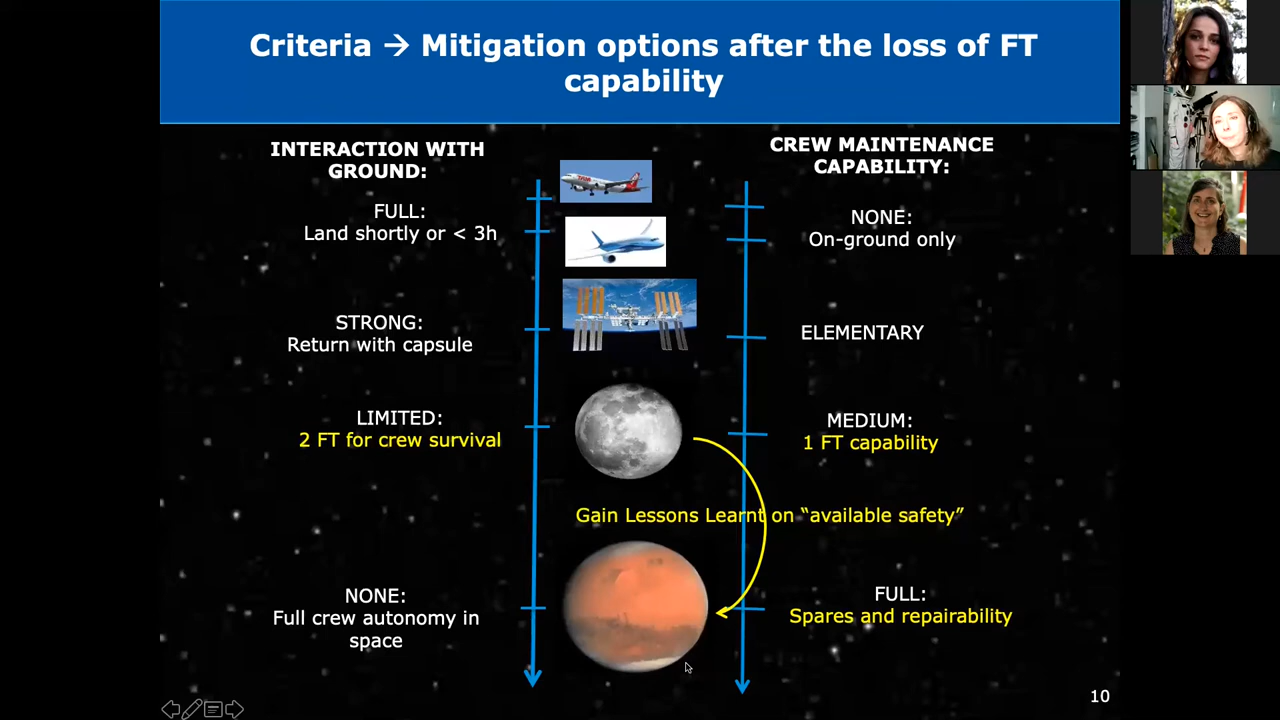 Criteria → Mitigation options after the loss of FT
capability
INTERACTION WITH
GROUND:
FULL:
Land shortly or < 3h
STRONG:
Return with capsule
LIMITED:
2 FT for crew survival
NONE:
Full crew autonomy in
space
TAM
CREW MAINTENANCE
CAPABILITY:
NONE:
On-ground only
ELEMENTARY
MEDIUM:
1 FT capability
Gain Lessons Learnt on “available safety”
FULL:
Spares and repairability
10